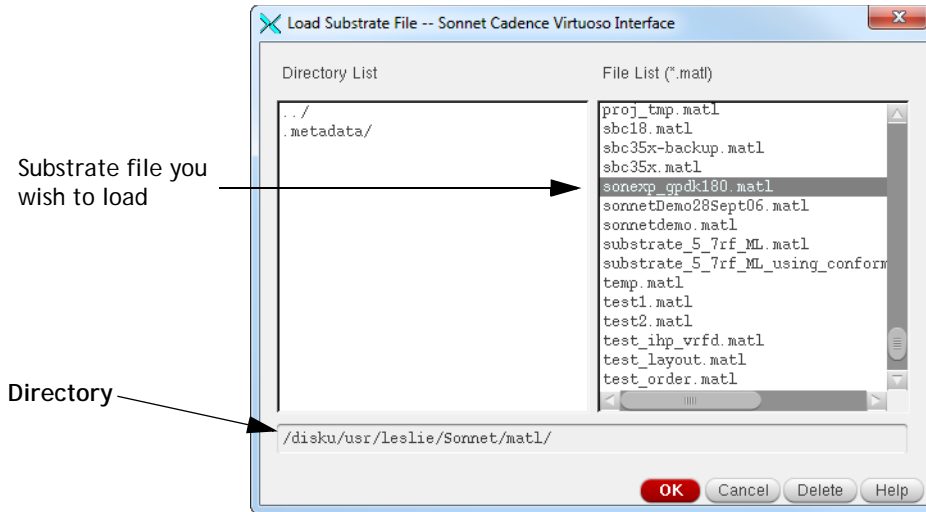 Load Substrate File -- Sonnet Cadence Virtuoso Interface
Directory List
File List (*.matl)
../
.metadata/
proj_tmp.matl
sbc18.matl
sbc35x-backup.matl
sbc35x.matl
sonexp_gpdk180.matl
sonnetDemo28Sept06.matl
sonnetdemo.matl
substrate_5_7rf_ML.matl
substrate_5_7rf_ML_using_conform
temp.matl
test1.matl
test2.matl
test_ihp_vrfd.matl
test_layout.matl
test_order.matl
Substrate file you
wish to load
Directory
/disku/usr/leslie/Sonnet/matl/
OK
Cancel
Delete
Help